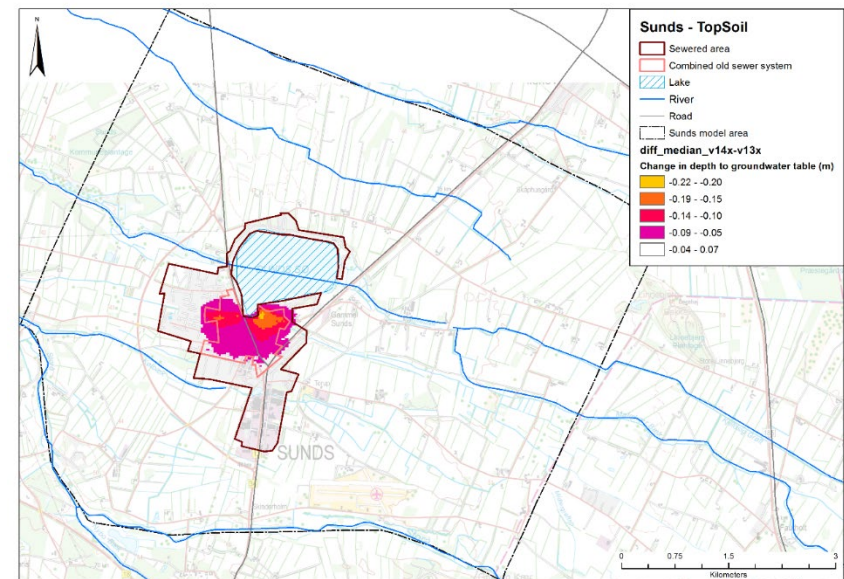 N
Sunds - TopSoil
Sewered area
Combined old sewer system
Lake
River
Road
Sunds model area
diff_median_v14x-v13x
Change in depth to groundwater table (m)
-0.22 - -0.20
-0.19 - -0.15
-0.14 - -0.10
-0.09 - -0.05
-0.04 - 0.07
Gammel
Sunds
SUNDS
0 0.75 1.5 3
Kilometers